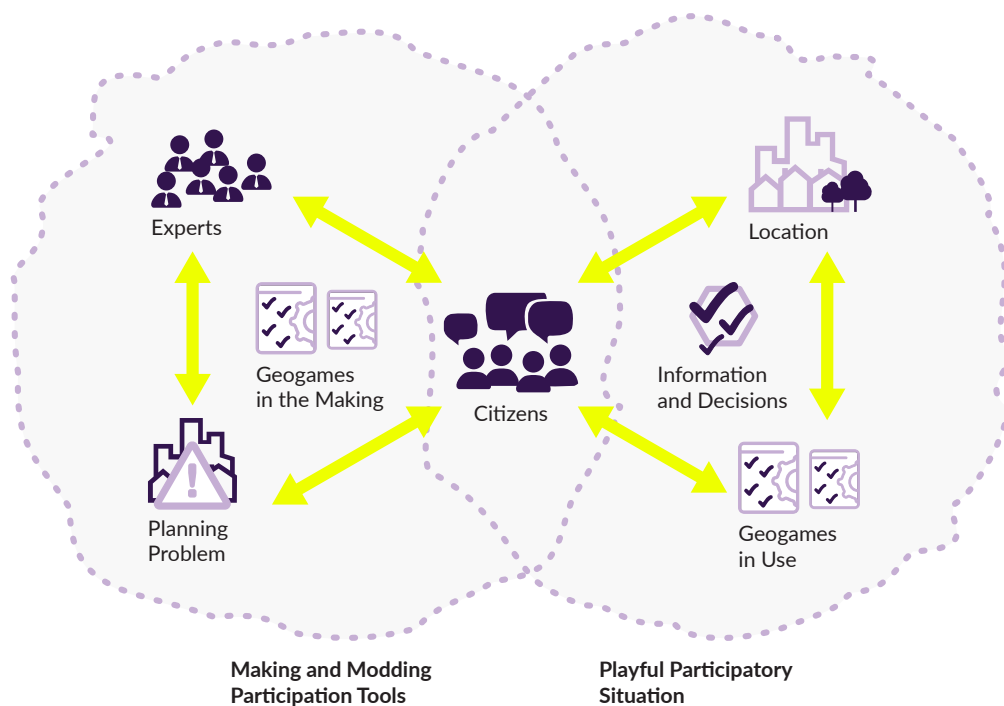 Experts
Location
Geogames
in the Making
Information
and Decisions
Citizens
Planning
Problem
Geogames
in Use
Making and Modding
Participation Tools
Playful Participatory
Situation